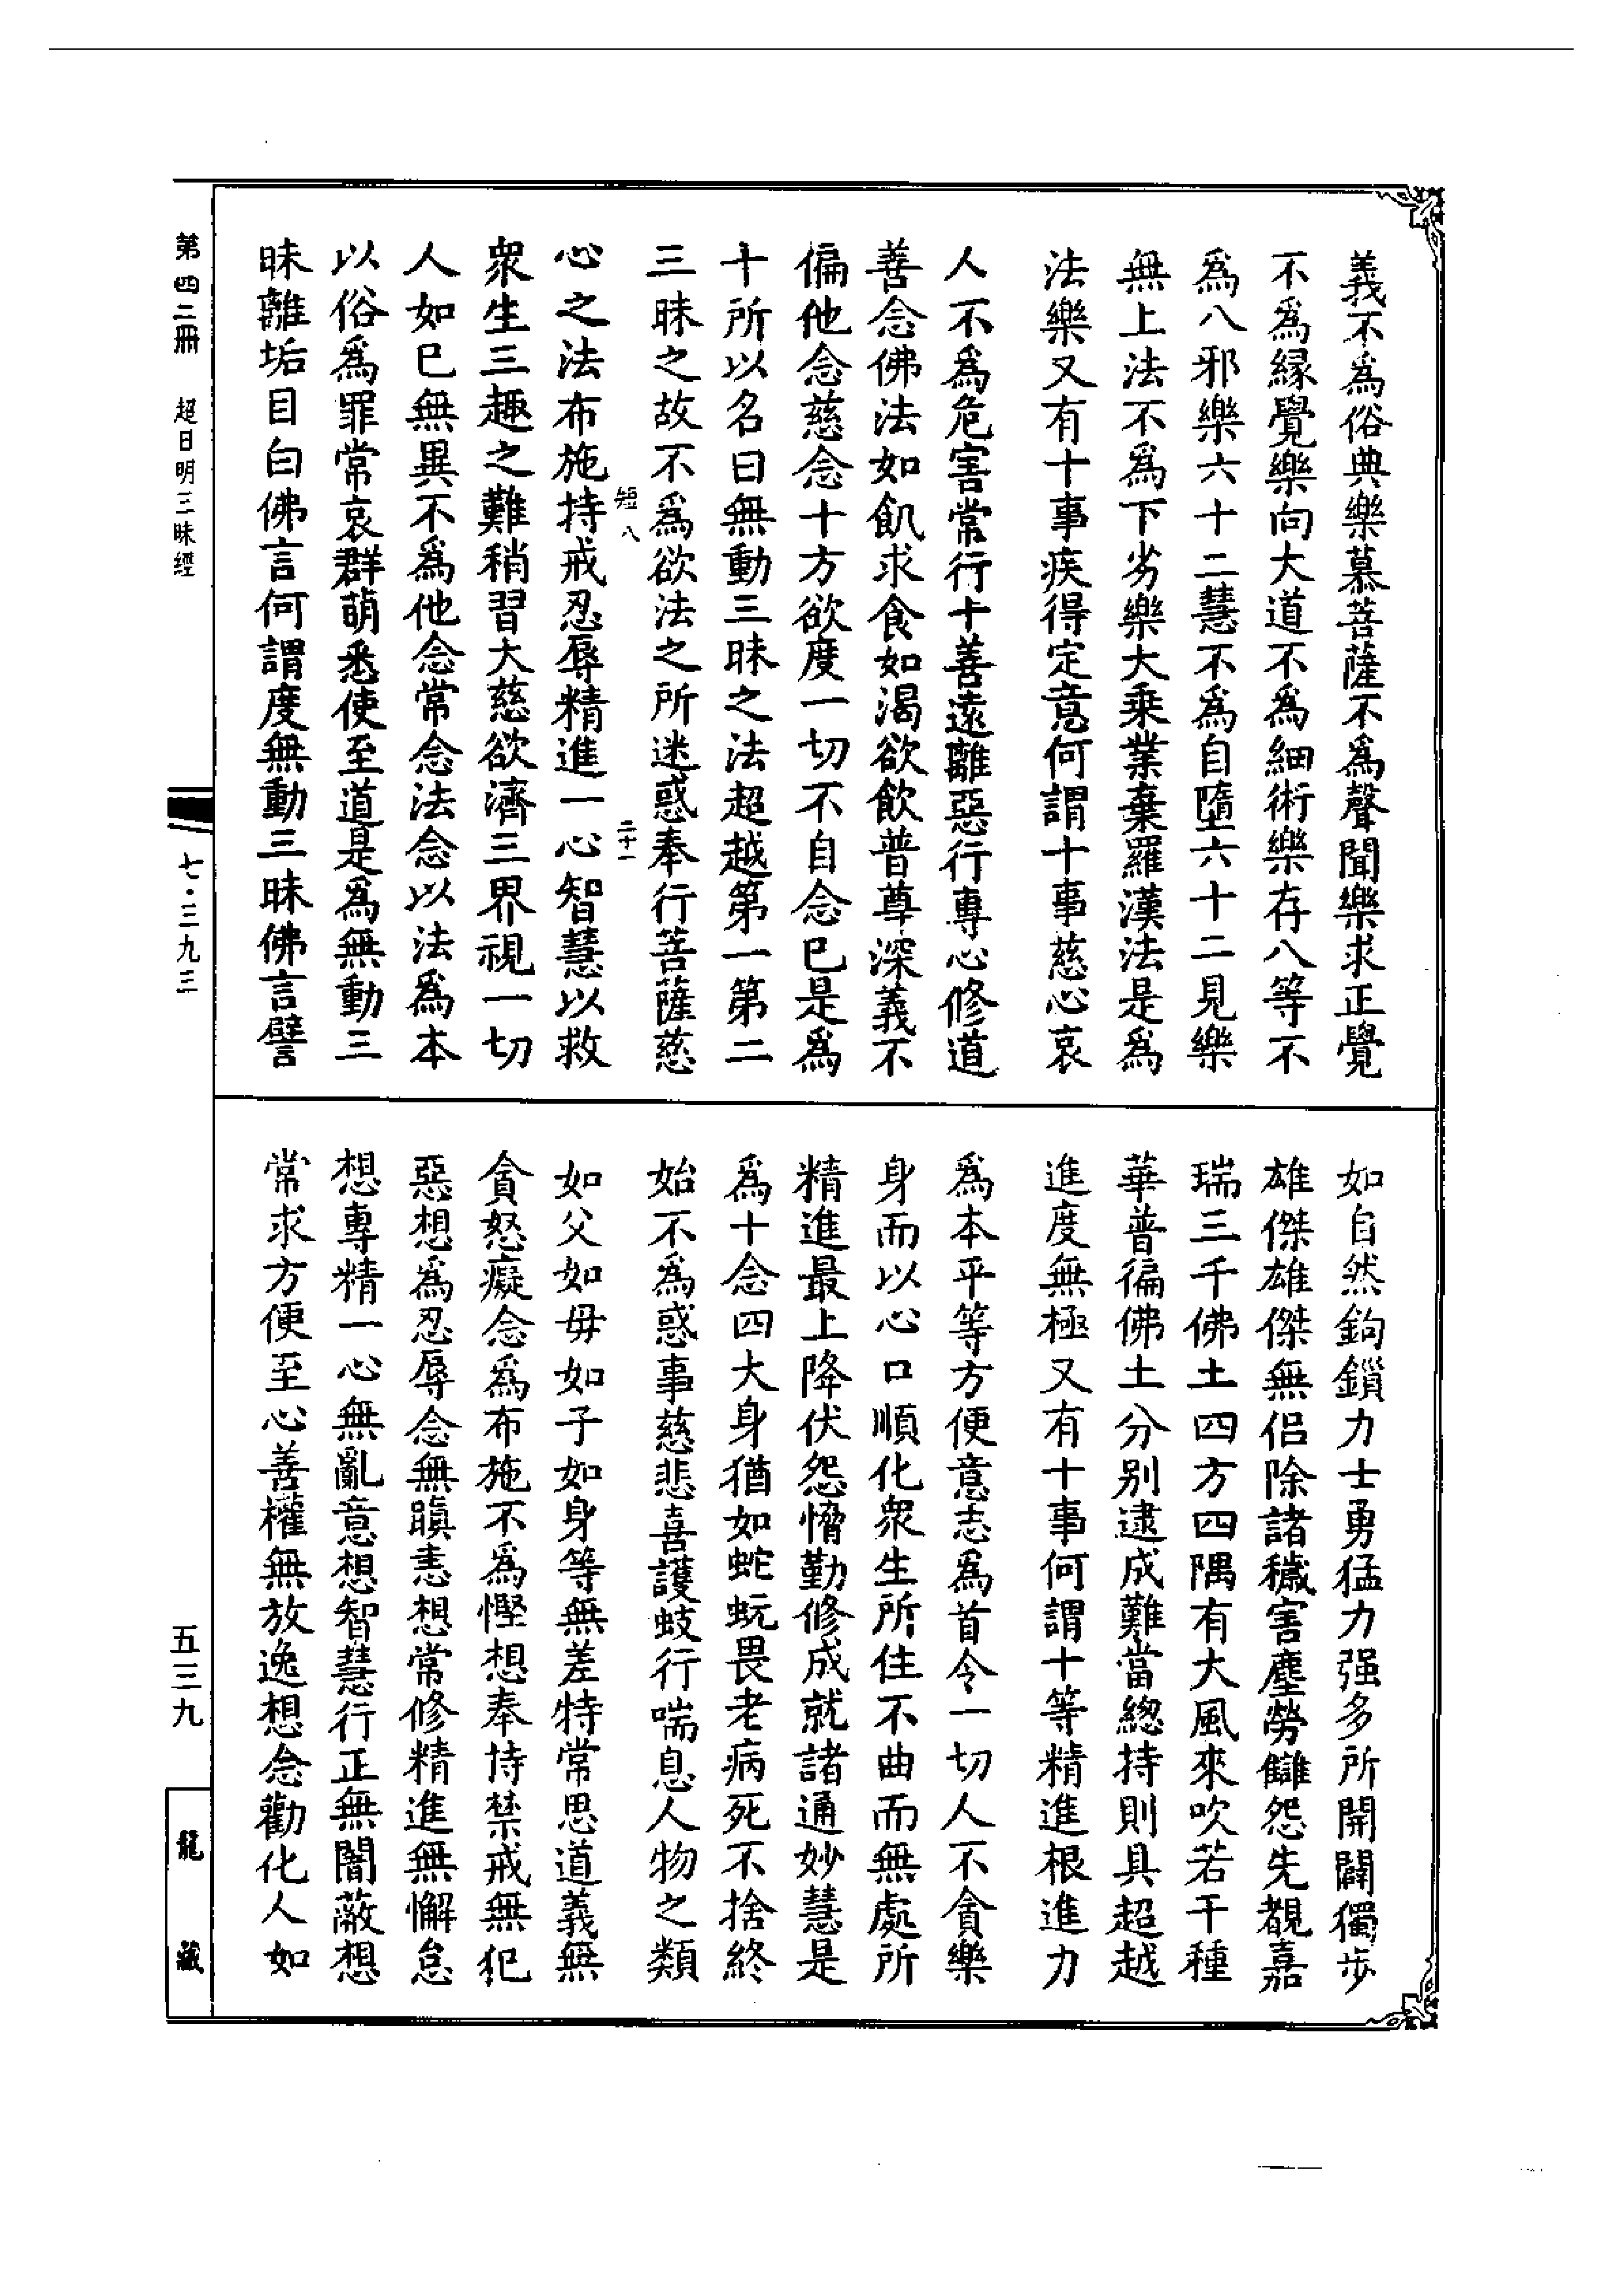 義不爲俗典樂慕菩薩不爲聲聞樂求正覺
不爲緣覺樂向大道不爲細術樂存八等不
爲八邪樂六十二慧不爲自墮六十二見樂
無上法不爲下劣樂大乘業棄羅漢法是爲
法樂又有十事疾得定意何謂十事慈心哀
人不爲危害常行十善遠離惡行專心修道
善念佛法如飢求食如渴欲飲普尊深義不
偏他念慈念十方欲度一切不自念已是爲
十所以名曰無動三昧之法超越第一第二
三昧之故不爲欲法之所迷惑奉行菩薩慈
短八 二十一
心之法布施持戒忍辱精進一心智慧以救
衆生三趣之難稍習大慈欲濟三界視一切
人如已無異不爲他念常念法念以法爲本
以俗爲罪常哀群萌悉使至道是爲無動三
昧離垢目白佛言何謂度無動三昧佛言譬
如自然鉤鎖力士勇猛力强多所開闢獨步
雄傑雄傑無侣除諸穢害塵勞讎怨先覩嘉
瑞三千佛土四方四隅有大風來吹若干種
華普徧佛土分别逮成難當總持則具超越
進度無極又有十事何謂十等精進根進力
爲本平等方便意志爲首令一切人不貪樂
身而以心口順化衆生所住不曲而無處所
精進最上降伏怨憎勤修成就諸通妙慧是
爲十念四大身猶如蛇蚖畏老病死不捨終
始不爲惑事慈悲喜護蚑行喘息人物之類
如父如母如子如身等無差特常思道義無
貪怒癡念爲布施不爲慳想奉持禁戒無犯
惡想爲忍辱念無瞋恚想常修精進無懈怠
想專精一心無亂意想智慧行正無闇蔽想
常求方便至心善權無放逸想念勸化人如
第四二冊 超日明三昧經
七·三九三
五三九
龍藏